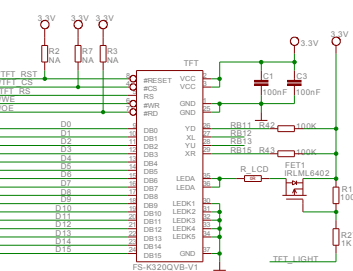 3.3V 3.3V 3.3V
R2 R7 R3
NA NA NA
3.3V 3.3V
TFT
TFT_RST
TFT_CS
TFT_RS
/WE
/OE
#RESET
#CS
RS
#WR
#RD
VCC
VCC
GND
GND
C1
100nF
C3
100nF
D0
D1
D2
D3
D4
D5
D6
D7
D8
D9
D10
D11
D12
D13
D14
D15
DB0
DB1
DB2
DB3
DB4
DB5
DB6
DB7
DB8
DB9
DB10
DB11
DB12
DB13
DB14
DB15
YD
XL
YU
XR
RB11 R42 100K
RB12
RB13
RB15 R43 100K
LEDA
LEDA
R_LCD
FET1
IRLML6402
LEDK1
LEDK2
LEDK3
LEDK4
LEDK5
GND
1K
TFT_LIGHT
FS-K320QVB-V1